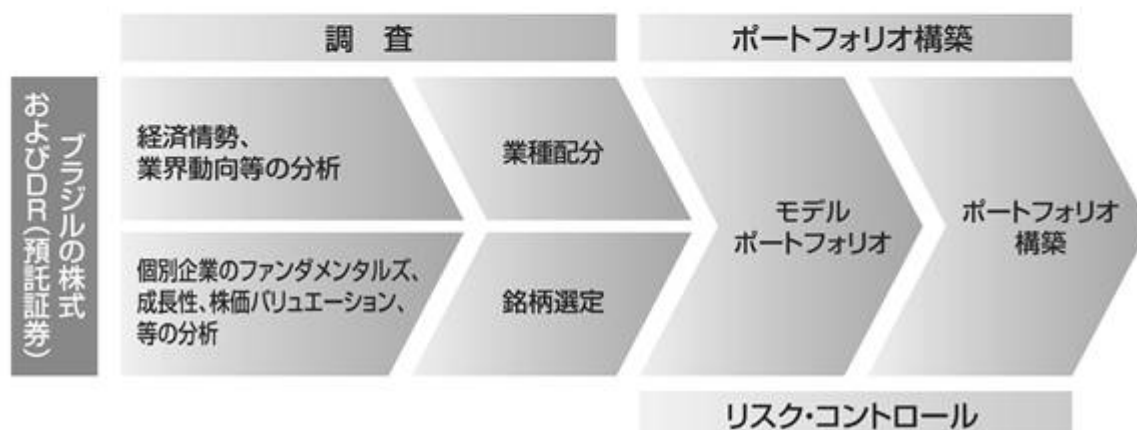 調 査
ポートフォリオ構築
ブラジルの株式
およびDR(預託証券)
経済情勢、
業界動向等の分析
業種配分
個別企業のファンダメンタルズ、
成長性、株価バリュエーション、
等の分析
銘柄選定
モデル
ポートフォリオ
ポートフォリオ
構築
リスク・コントロール